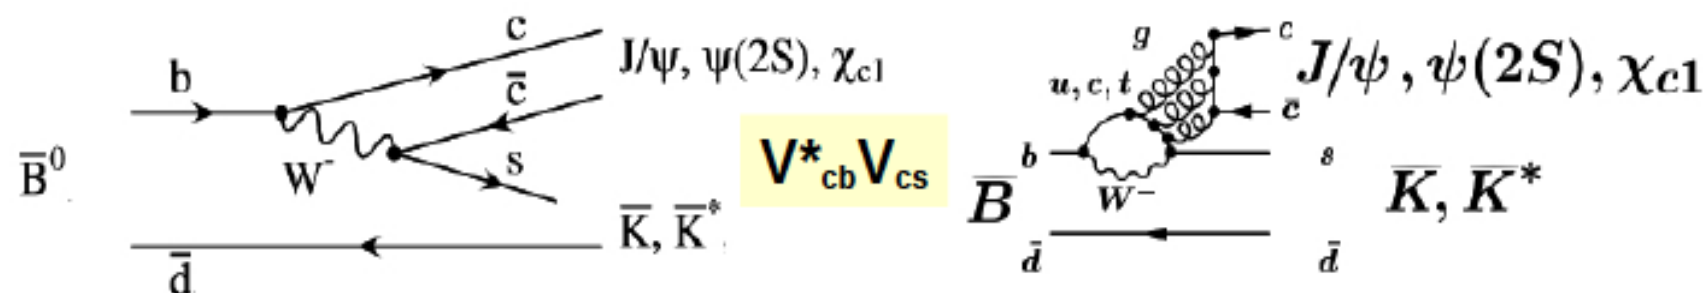 b
c
c̄
s
W⁻
B̄⁰
d̄
J/ψ, ψ(2S), χc1
K̄, K̄*
V*cbVcs
g
u, c, t
b
W⁻
B̄
d̄
c
c̄
s
d̄
J/ψ, ψ(2S), χc1
K̄, K̄*